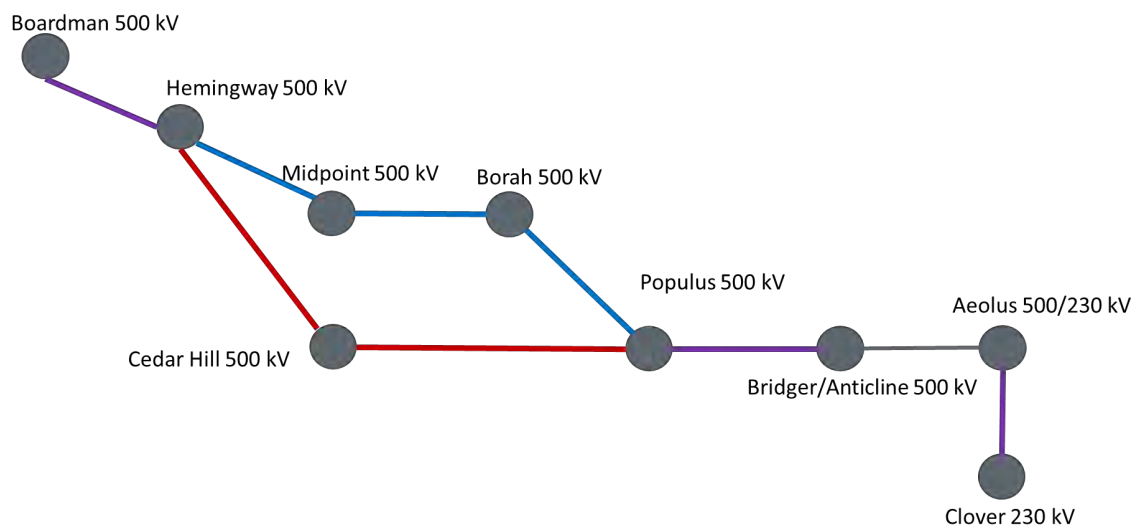 Boardman 500 kV
Hemingway 500 kV
Midpoint 500 kV
Borah 500 kV
Populus 500 kV
Aeolus 500/230 kV
Cedar Hill 500 kV
Bridger/Anticline 500 kV
Clover 230 kV